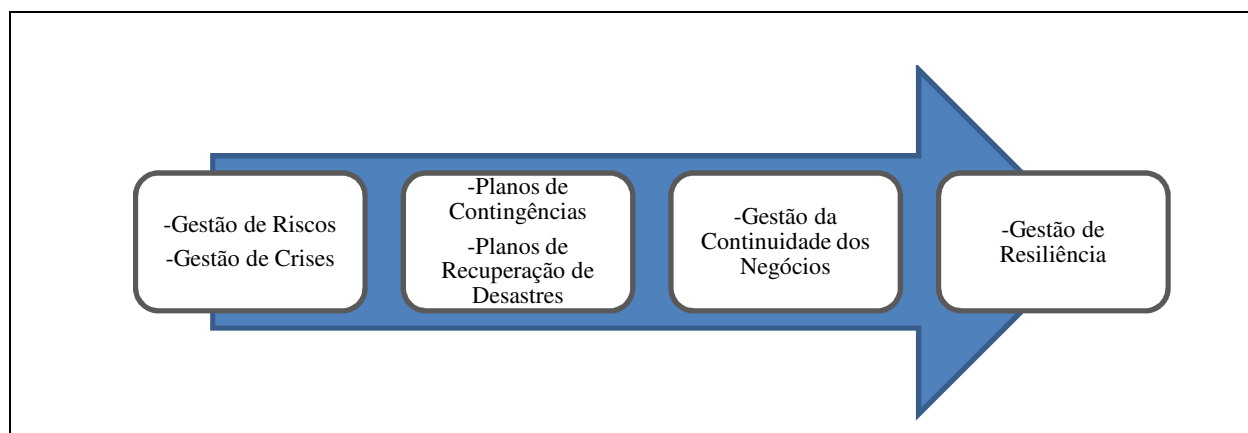 -Gestão de Riscos
-Gestão de Crises
-Planos de
Contingências
-Planos de
Recuperação de
Desastres
-Gestão da
Continuidade dos
Negócios
-Gestão de
Resiliência